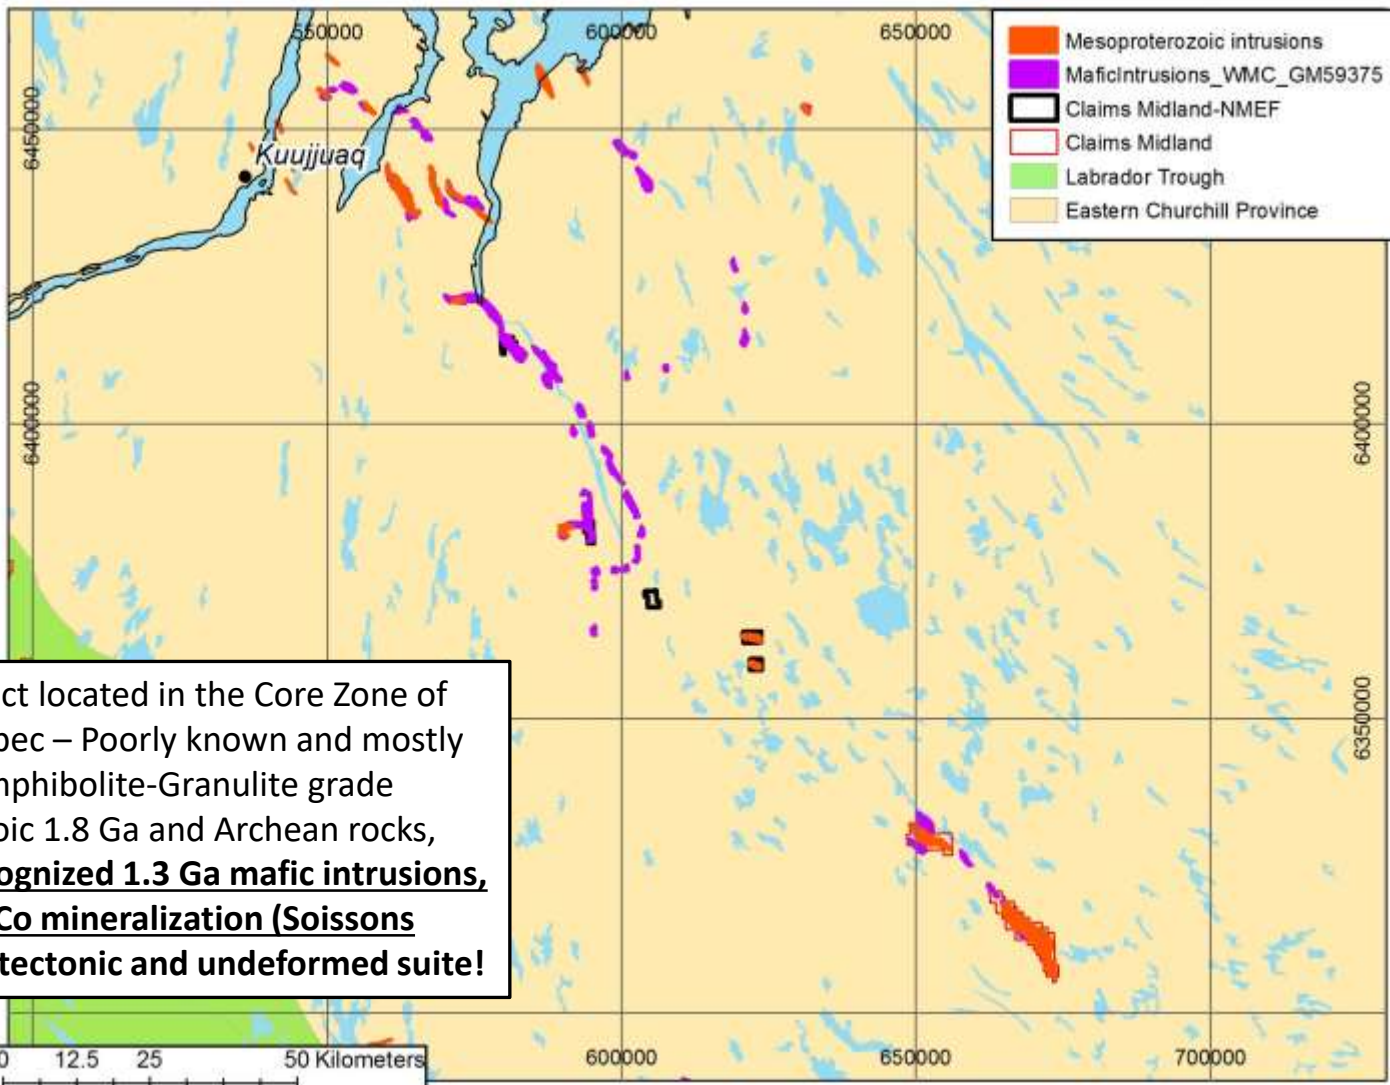 550000
600000
650000
Mesoproterozoic intrusions
MaficIntrusions_WMC_GM59375
Claims Midland-NMEF
Claims Midland
Labrador Trough
Eastern Churchill Province
6450000
Kuujjuaq
6400000
6400000
6350000
ct located in the Core Zone of
bec – Poorly known and mostly
nphibolite-Granulite grade
oic 1.8 Ga and Archean rocks,
ognized 1.3 Ga mafic intrusions,
Co mineralization (Soissons
tectonic and undeformed suite!
0 12.5 25 50 Kilometers
600000
650000
700000